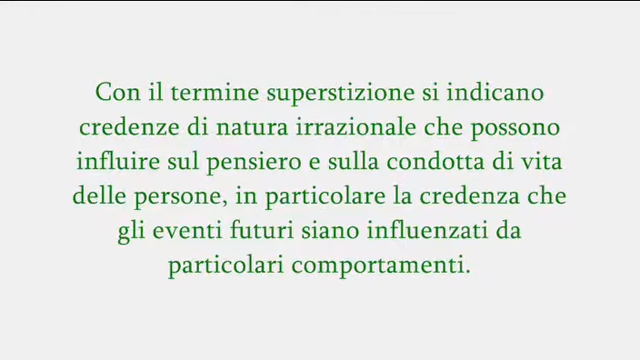 Con il termine superstizione si indicano
credenze di natura irrazionale che possono
influire sul pensiero e sulla condotta di vita
delle persone, in particolare la credenza che
gli eventi futuri siano influenzati da
particolari comportamenti.